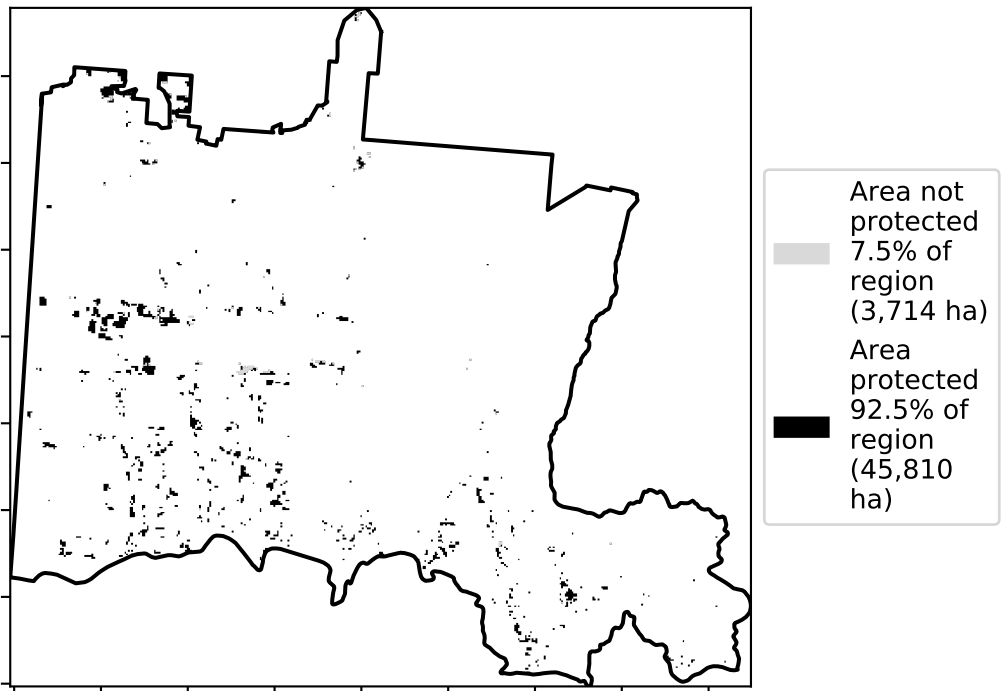 Area not
protected
7.5% of
region
(3,714 ha)
Area
protected
92.5% of
region
(45,810
ha)